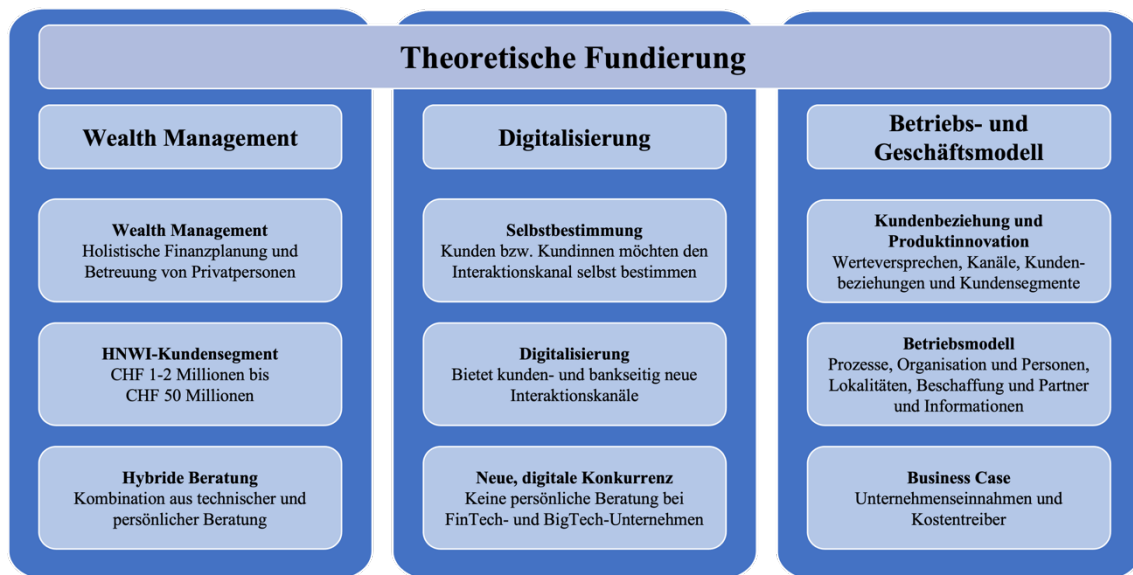 Theoretische Fundierung
Wealth Management
Wealth Management
Holistische Finanzplanung und
Betreuung von Privatpersonen
HNWI-Kundensegment
CHF 1-2 Millionen bis
CHF 50 Millionen
Hybride Beratung
Kombination aus technischer und
persönlicher Beratung
Digitalisierung
Selbstbestimmung
Kunden bzw. Kundinnen möchten den
Interaktionskanal selbst bestimmen
Digitalisierung
Bietet kunden- und bankseitig neue
Interaktionskanäle
Neue, digitale Konkurrenz
Keine persönliche Beratung bei
FinTech- und BigTech-Unternehmen
Betriebs- und
Geschäftsmodell
Kundenbeziehung und
Produktinnovation
Werteversprechen, Kanäle, Kunden-
beziehungen und Kundensegmente
Betriebsmodell
Prozesse, Organisation und Personen,
Lokalitäten, Beschaffung und Partner
und Informationen
Business Case
Unternehmenseinnahmen und
Kostentreiber